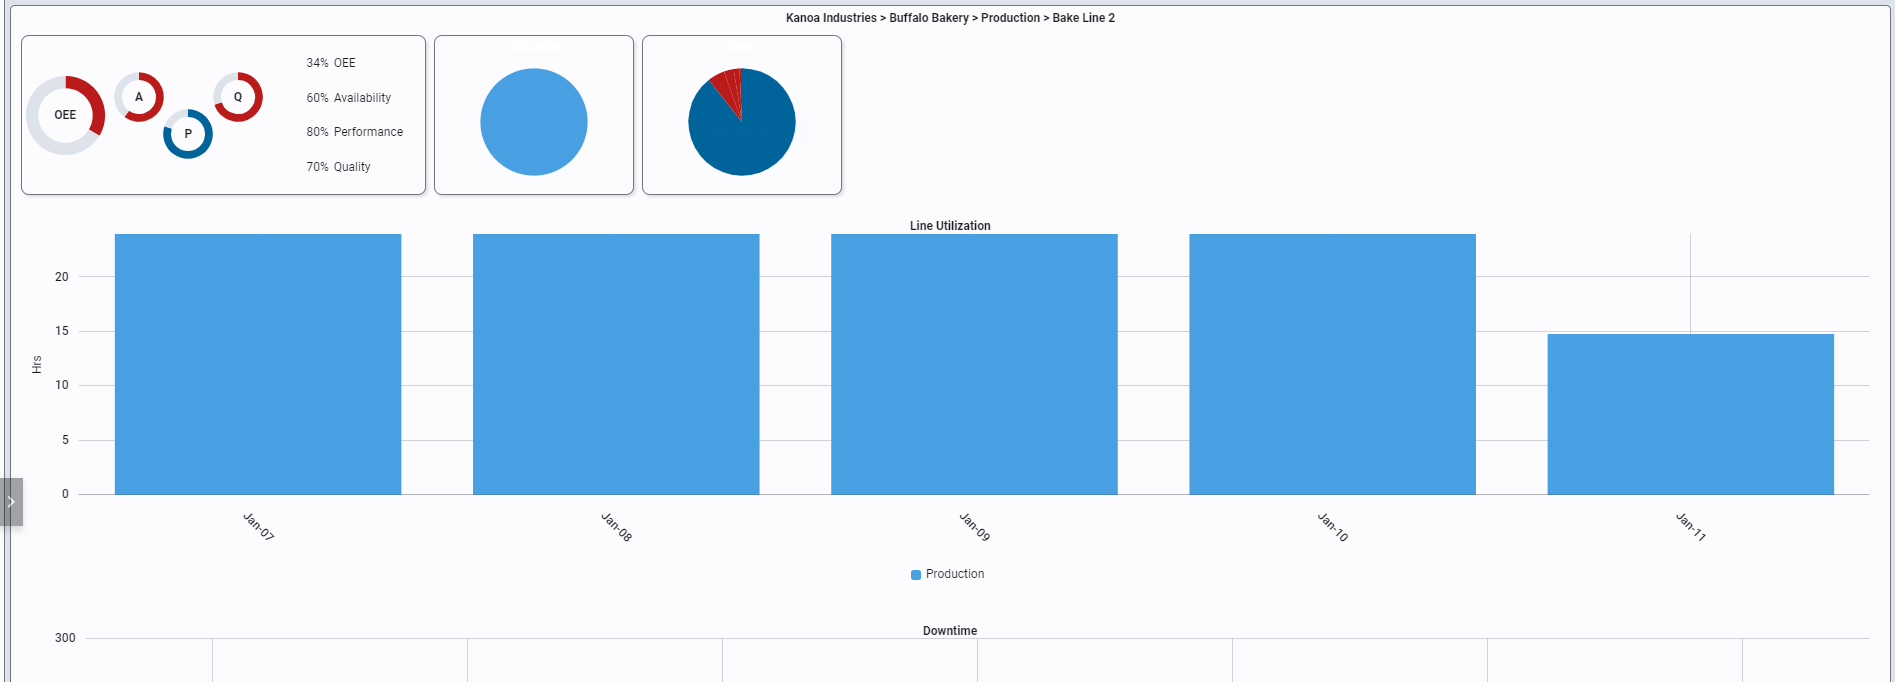 Kanoa Industries > Buffalo Bakery > Production > Bake Line 2
OEE
A
P
Q
34% OEE
60% Availability
80% Performance
70% Quality
Line Utilization
Hrs
20
15
10
5
0
Jan-07
Jan-08
Jan-09
Jan-10
Jan-11
Production
Downtime
300